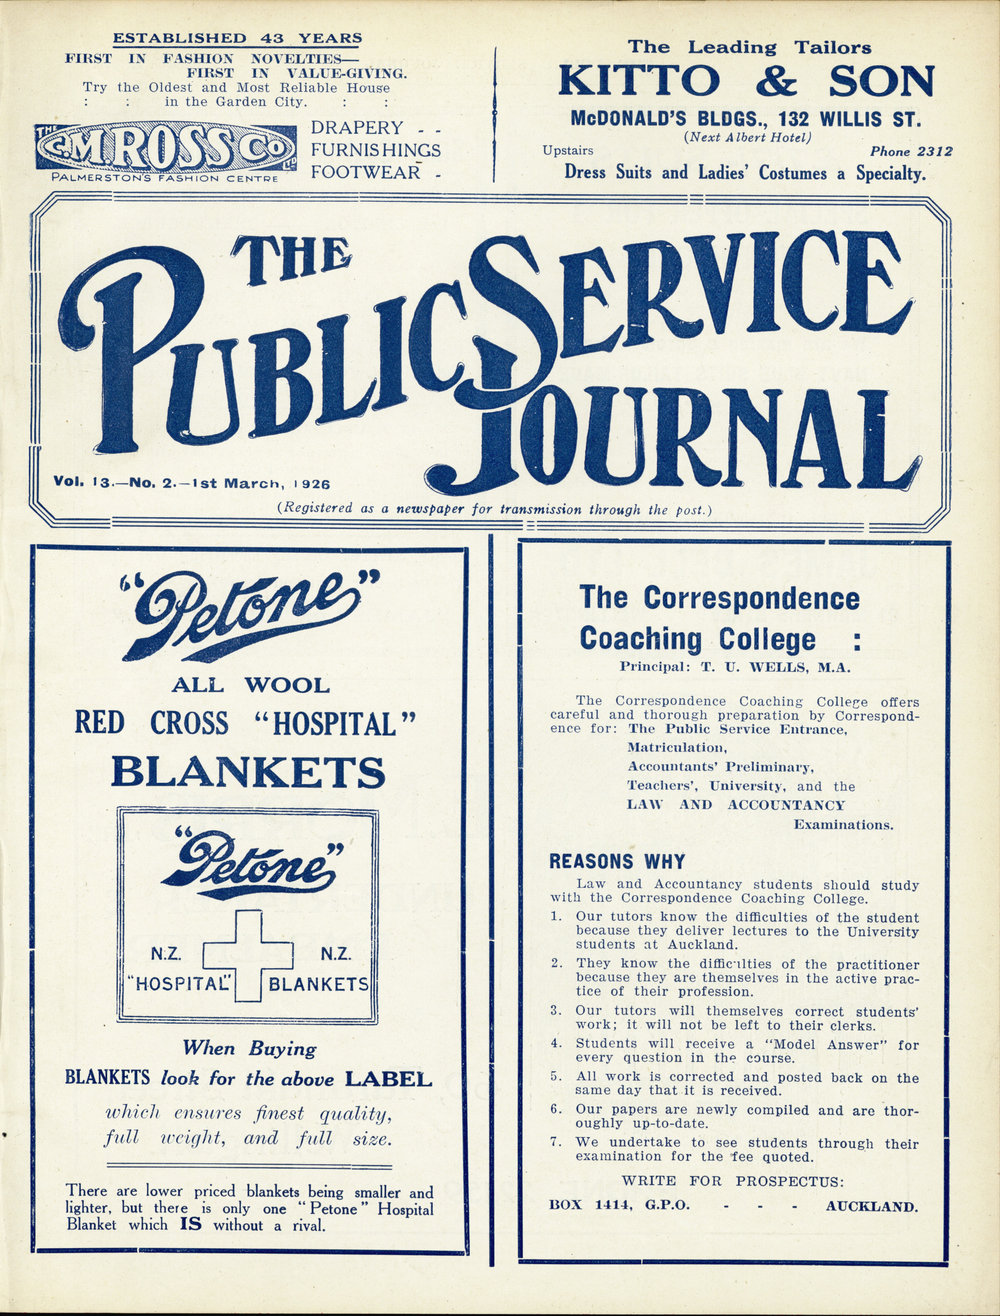 ESTABLISHED 43 YEARS
FIRST IN FASHION NOVELTIES—
FIRST IN VALUE-GIVING.
Try the Oldest and Most Reliable House
: : in the Garden City. : :
THE C.M. ROSS CO LTD
PALMERSTON'S FASHION CENTRE
DRAPERY - -
FURNISHINGS
FOOTWEAR -
The Leading Tailors
KITTO & SON
McDONALD'S BLDGS., 132 WILLIS ST.
(Next Albert Hotel)
Upstairs Phone 2312
Dress Suits and Ladies' Costumes a Specialty.
THE
PUBLIC SERVICE
JOURNAL
Vol. 13.—No. 2.—1st March, 1926
(Registered as a newspaper for transmission through the post.)
"Petone"
ALL WOOL
RED CROSS "HOSPITAL"
BLANKETS
"Petone"
N.Z. N.Z.
"HOSPITAL" BLANKETS
When Buying
BLANKETS look for the above LABEL
which ensures finest quality,
full weight, and full size.
There are lower priced blankets being smaller and
lighter, but there is only one "Petone" Hospital
Blanket which IS without a rival.
The Correspondence
Coaching College :
Principal: T. U. WELLS, M.A.
The Correspondence Coaching College offers
careful and thorough preparation by Correspond-
ence for: The Public Service Entrance,
Matriculation,
Accountants' Preliminary,
Teachers', University, and the
LAW AND ACCOUNTANCY
Examinations.
REASONS WHY
Law and Accountancy students should study
with the Correspondence Coaching College.
1. Our tutors know the difficulties of the student
because they deliver lectures to the University
students at Auckland.
2. They know the difficulties of the practitioner
because they are themselves in the active prac-
tice of their profession.
3. Our tutors will themselves correct students'
work; it will not be left to their clerks.
4. Students will receive a "Model Answer" for
every question in the course.
5. All work is corrected and posted back on the
same day that it is received.
6. Our papers are newly compiled and are thor-
oughly up-to-date.
7. We undertake to see students through their
examination for the fee quoted.
WRITE FOR PROSPECTUS:
BOX 1414, G.P.O. - - - AUCKLAND.